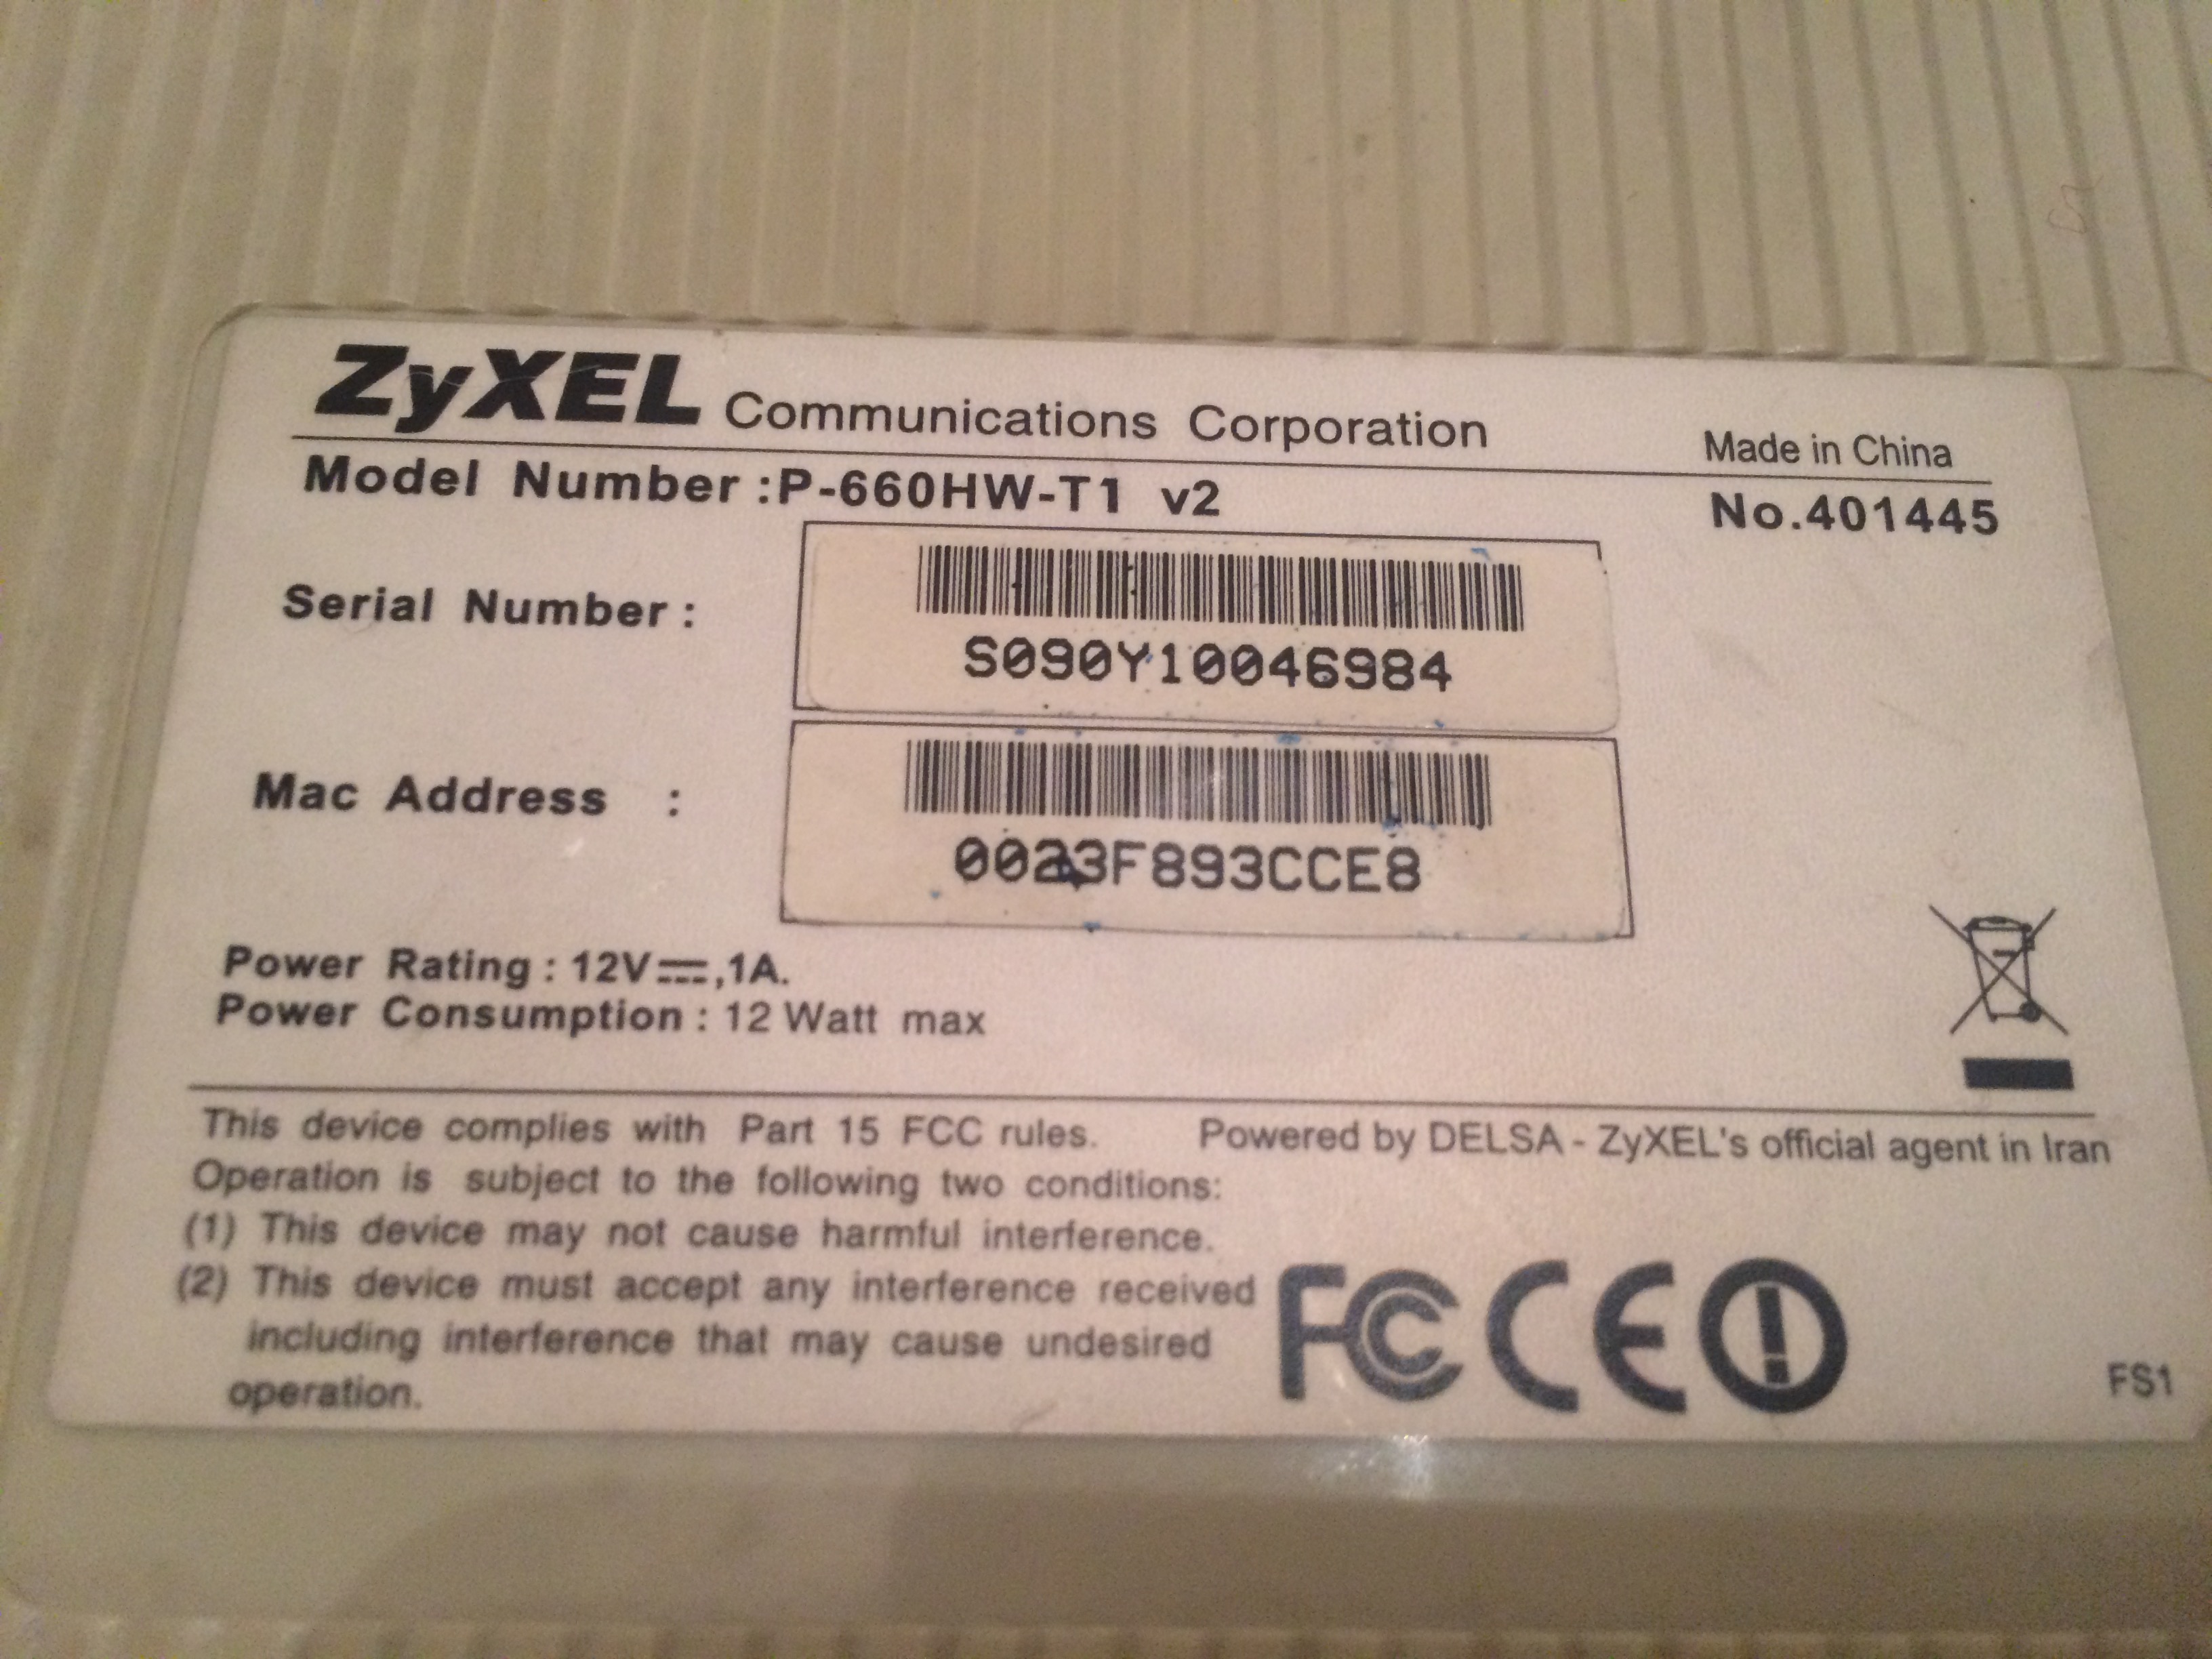 ZyXEL Communications Corporation
Made in China
Model Number :P-660HW-T1 v2
No.401445
Serial Number :
S090Y10046984
Mac Address :
0023F893CCE8
Power Rating : 12V⎓,1A.
Power Consumption : 12 Watt max
This device complies with Part 15 FCC rules.
Powered by DELSA - ZyXEL's official agent in Iran
Operation is subject to the following two conditions:
(1) This device may not cause harmful interference.
(2) This device must accept any interference received
including interference that may cause undesired
operation.
FC CE
FS1